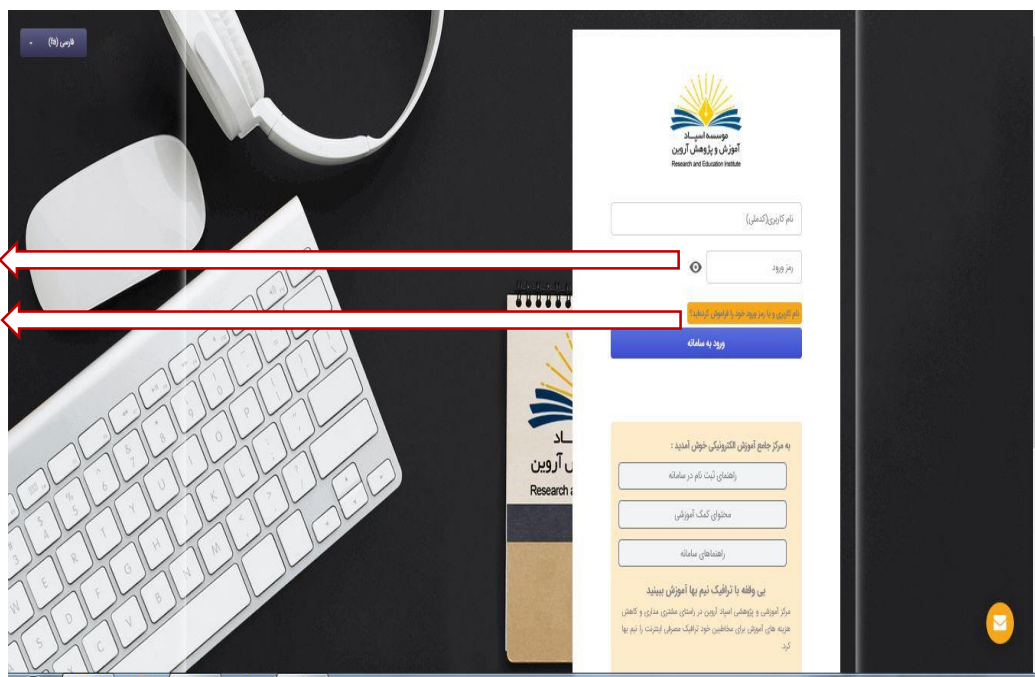 فارسی (fa)
موسسه اسپاد
آموزش و پژوهش آروین
Research and Education Institute
نام کاربری(کدملی)
رمز ورود
نام کاربری و یا رمز ورود خود را فراموش کرده‌اید؟
ورود به سامانه
به مرکز جامع آموزش الکترونیکی خوش آمدید :
راهنمای ثبت نام در سامانه
محتوای کمک آموزشی
راهنماهای سامانه
بی وقفه با ترافیک نیم بها آموزش ببینید
مرکز آموزشی و پژوهشی اسپاد آروین در راستای مشتری مداری و کاهش
هزینه های آموزش برای مخاطبین خود ترافیک مصرفی اینترنت را نیم بها
کرد.
ـاد
ش آروین
Research a